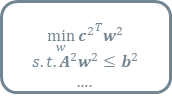 min c²ᵀw²
w
s.t. A²w² ≤ b²
....